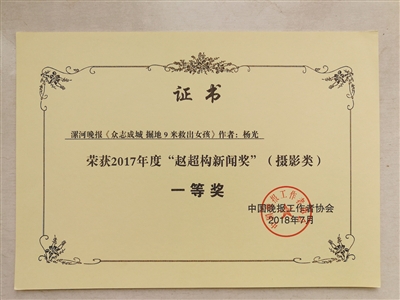 证书
漯河晚报《众志成城 掘地9米救出女孩》作者：杨光
荣获2017年度“赵超构新闻奖”（摄影类）
一等奖
中国晚报工作者协会
2018年7月